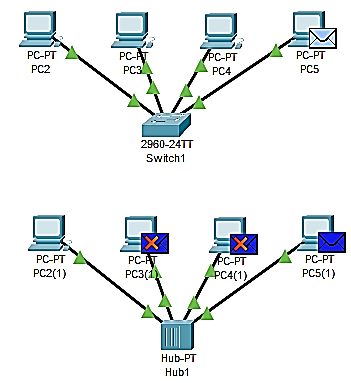 PC-PT
PC2
PC-PT
PC3
PC-PT
PC4
PC-PT
PC5
2960-24TT
Switch1
PC-PT
PC2(1)
PC-PT
PC3(1)
PC-PT
PC4(1)
PC-PT
PC5(1)
Hub-PT
Hub1